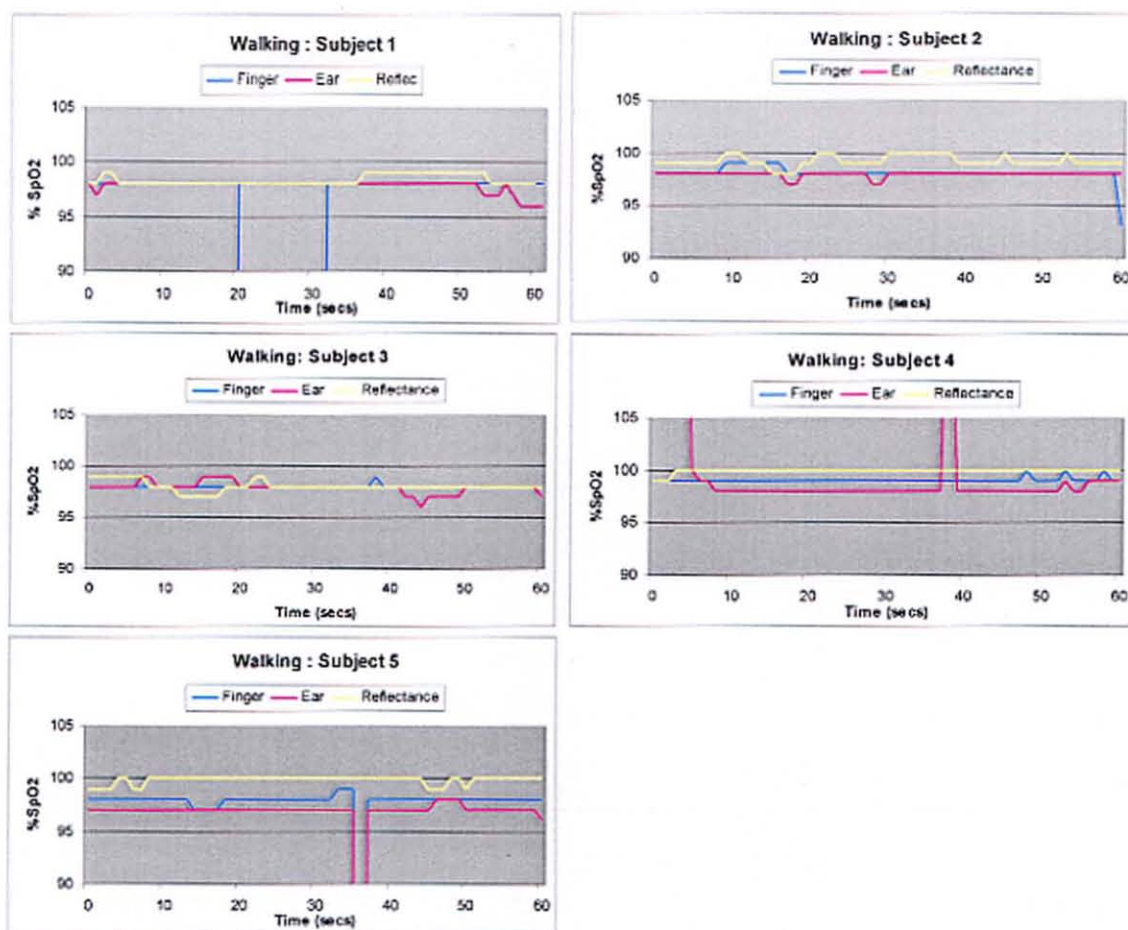 Walking : Subject 1
Finger Ear Reflec
% SpO2
105
100
95
90
0 10 20 30 40 50 60
Time (secs)
Walking : Subject 2
Finger Ear Reflectance
% SpO2
105
100
95
90
0 10 20 30 40 50 60
Time (secs)
Walking: Subject 3
Finger Ear Reflectance
%SpO2
105
100
95
90
0 10 20 30 40 50 60
Time (secs)
Walking: Subject 4
Finger Ear Reflectance
%SpO2
105
100
95
90
0 10 20 30 40 50 60
Time (secs)
Walking : Subject 5
Finger Ear Reflectance
%SpO2
105
100
95
90
0 10 20 30 40 50 60
Time (secs)